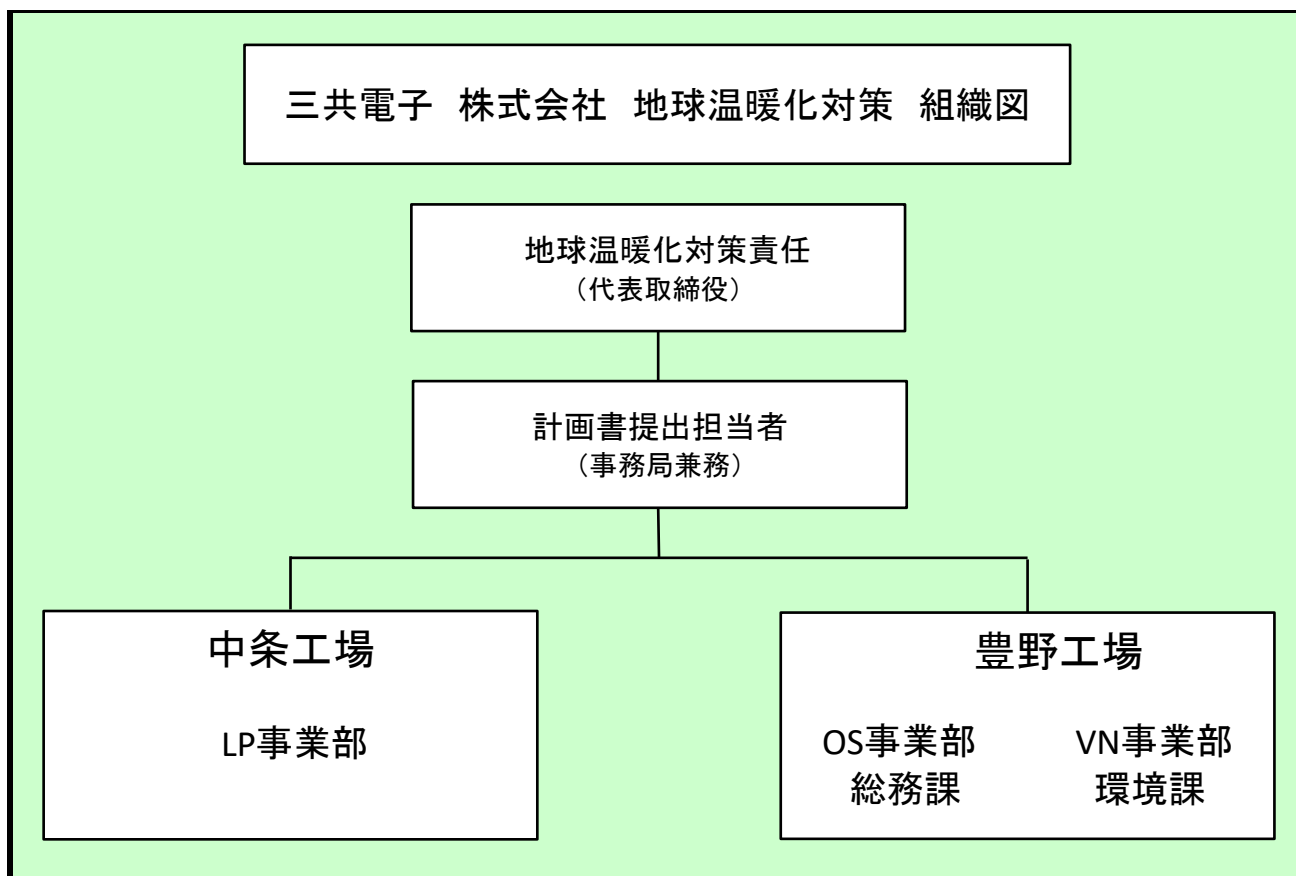 三共電子　株式会社　地球温暖化対策　組織図
地球温暖化対策責任
（代表取締役）
計画書提出担当者
（事務局兼務）
中条工場
LP事業部
豊野工場
OS事業部　VN事業部
総務課　環境課